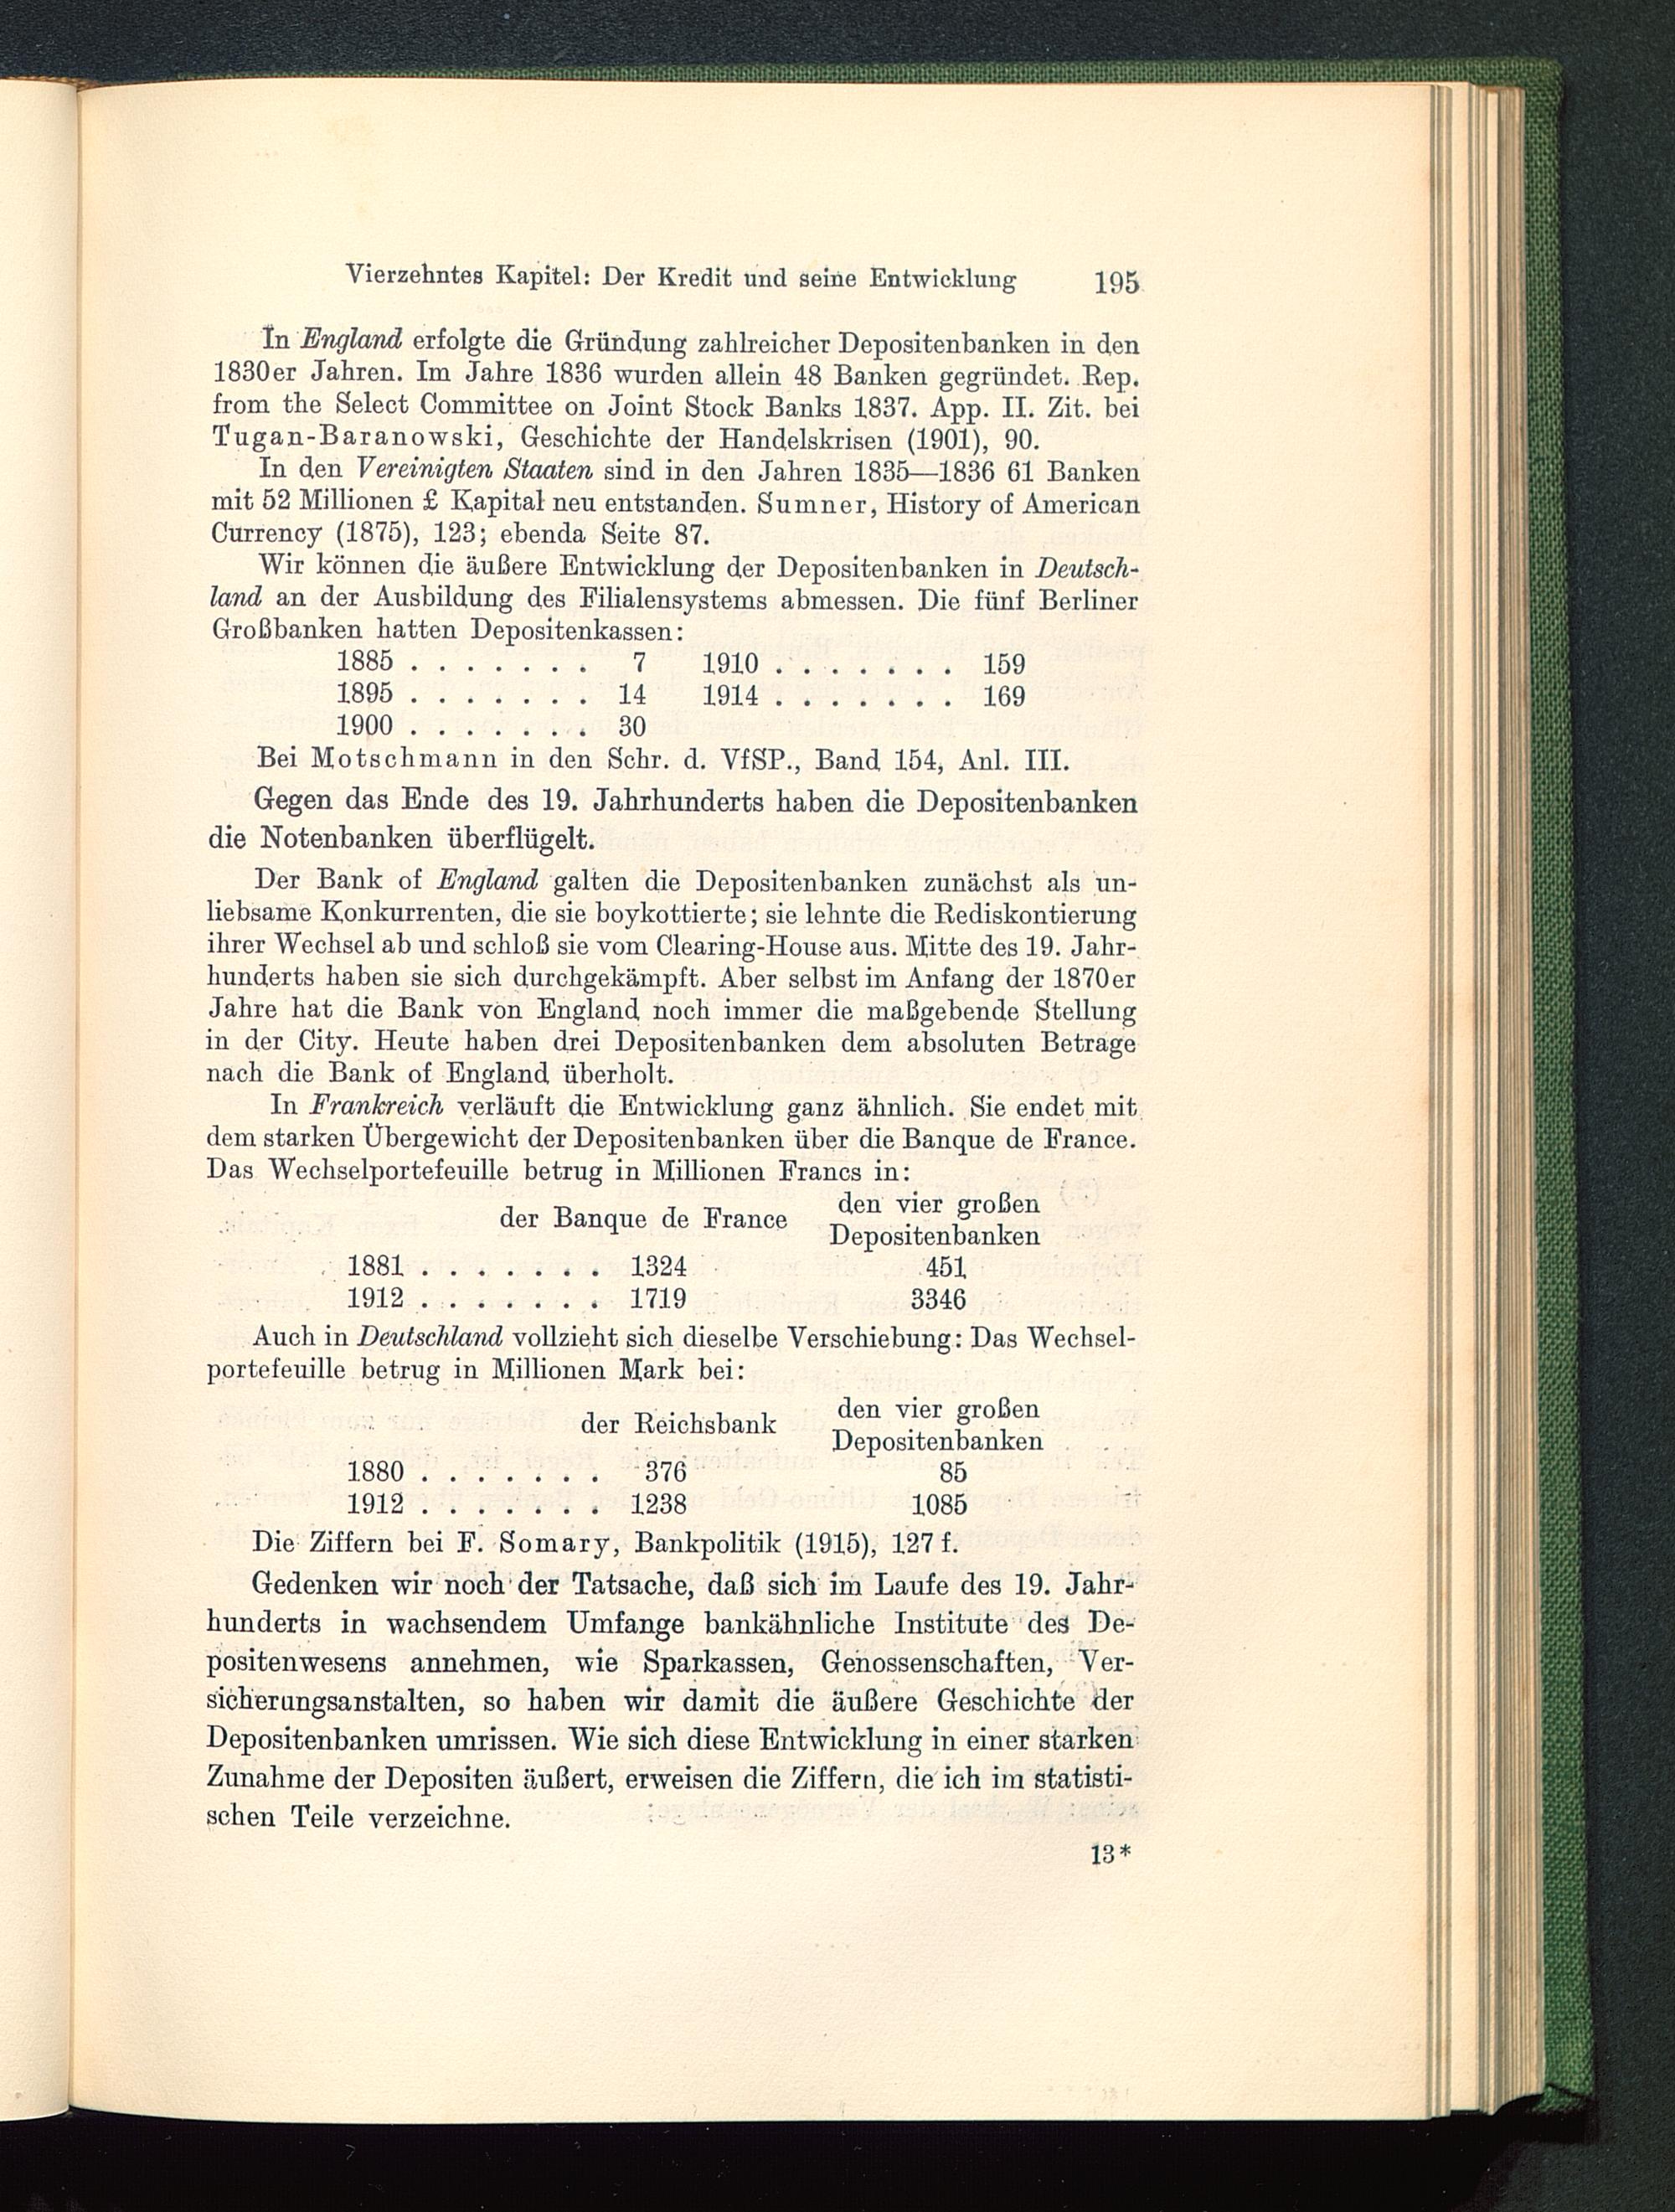 Vierzehntes Kapitel: Der Kredit und seine Entwicklung 195
In England erfolgte die Gründung zahlreicher Depositenbanken in den
1830er Jahren. Im Jahre 1836 wurden allein 48 Banken gegründet. Rep.
from the Select Committee on Joint Stock Banks 1837. App. II. Zit. bei
Tugan-Baranowski, Geschichte der Handelskrisen (1901), 90.
In den Vereinigten Staaten sind in den Jahren 1835—1836 61 Banken
mit 52 Millionen £ Kapital neu entstanden. Sumner, History of American
Currency (1875), 123; ebenda Seite 87.
Wir können die äußere Entwicklung der Depositenbanken in Deutsch-
land an der Ausbildung des Filialensystems abmessen. Die fünf Berliner
Großbanken hatten Depositenkassen:
1885 . . . . . . . 7 1910 . . . . . . . 159
1895 . . . . . . . 14 1914 . . . . . . . 169
1900 . . . . . . . 30
Bei Motschmann in den Schr. d. VfSP., Band 154, Anl. III.
Gegen das Ende des 19. Jahrhunderts haben die Depositenbanken
die Notenbanken überflügelt.
Der Bank of England galten die Depositenbanken zunächst als un-
liebsame Konkurrenten, die sie boykottierte; sie lehnte die Rediskontierung
ihrer Wechsel ab und schloß sie vom Clearing-House aus. Mitte des 19. Jahr-
hunderts haben sie sich durchgekämpft. Aber selbst im Anfang der 1870er
Jahre hat die Bank von England noch immer die maßgebende Stellung
in der City. Heute haben drei Depositenbanken dem absoluten Betrage
nach die Bank of England überholt.
In Frankreich verläuft die Entwicklung ganz ähnlich. Sie endet mit
dem starken Übergewicht der Depositenbanken über die Banque de France.
Das Wechselportefeuille betrug in Millionen Francs in:
der Banque de France den vier großen
Depositenbanken
1881 . . . . . . . 1324 451
1912 . . . . . . . 1719 3346
Auch in Deutschland vollzieht sich dieselbe Verschiebung: Das Wechsel-
portefeuille betrug in Millionen Mark bei:
der Reichsbank den vier großen
Depositenbanken
1880 . . . . . . . 376 85
1912 . . . . . . . 1238 1085
Die Ziffern bei F. Somary, Bankpolitik (1915), 127 f.
Gedenken wir noch der Tatsache, daß sich im Laufe des 19. Jahr-
hunderts in wachsendem Umfange bankähnliche Institute des De-
positenwesens annehmen, wie Sparkassen, Genossenschaften, Ver-
sicherungsanstalten, so haben wir damit die äußere Geschichte der
Depositenbanken umrissen. Wie sich diese Entwicklung in einer starken
Zunahme der Depositen äußert, erweisen die Ziffern, die ich im statisti-
schen Teile verzeichne.
13*